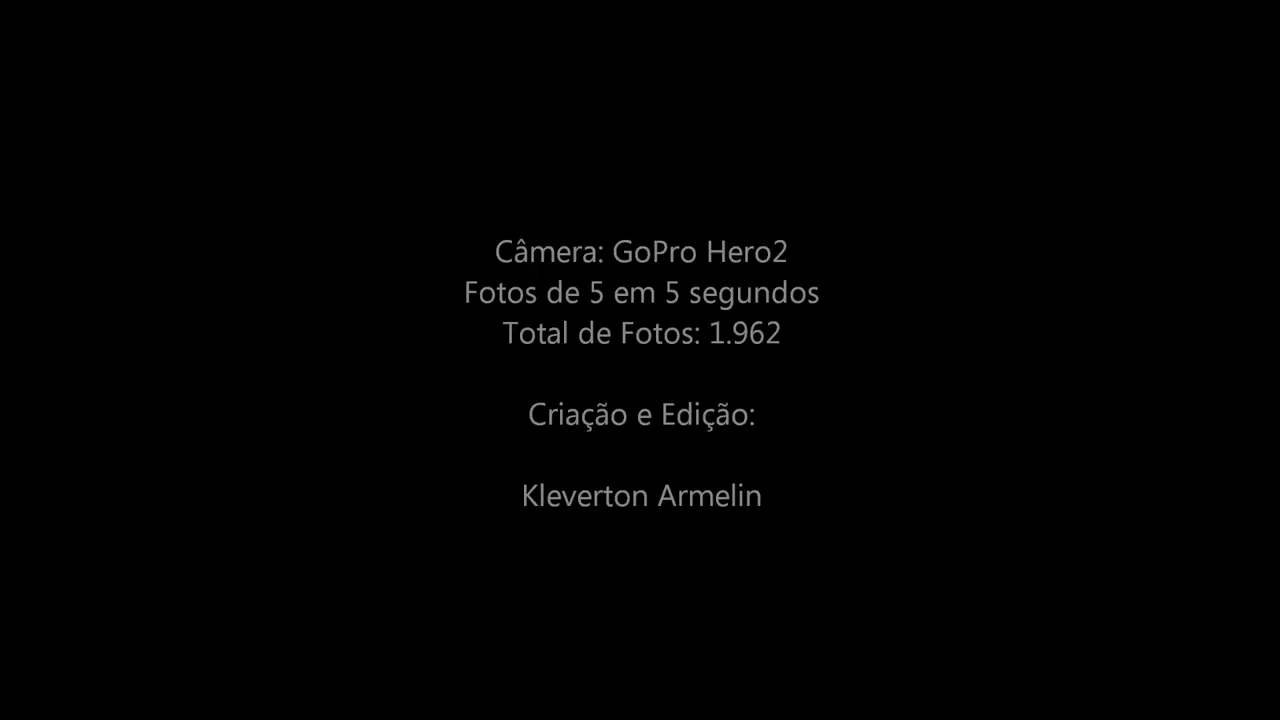 Câmera: GoPro Hero2
Fotos de 5 em 5 segundos
Total de Fotos: 1.962
Criação e Edição:
Kleverton Armelin